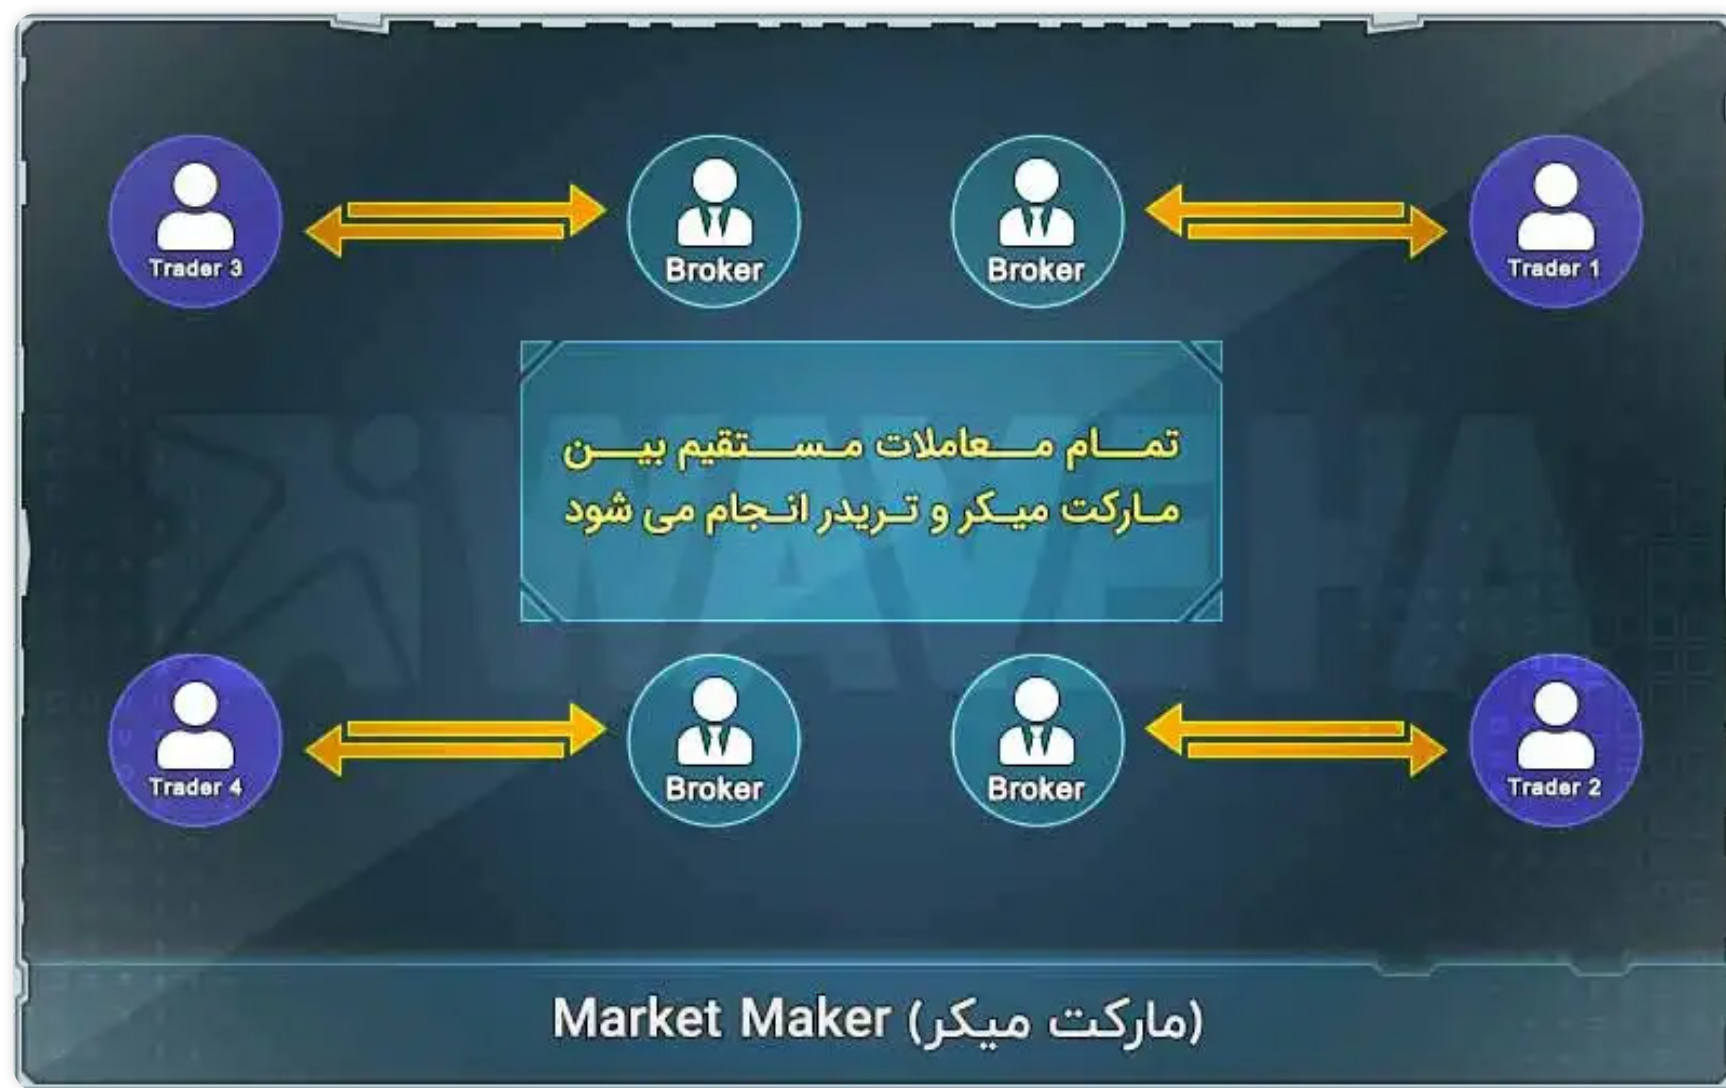 Trader 3
Broker
Broker
Trader 1
تمام معاملات مستقیم بین
مارکت میکر و تریدر انجام می شود
WAVEHA
Trader 4
Broker
Broker
Trader 2
Market Maker (مارکت میکر)